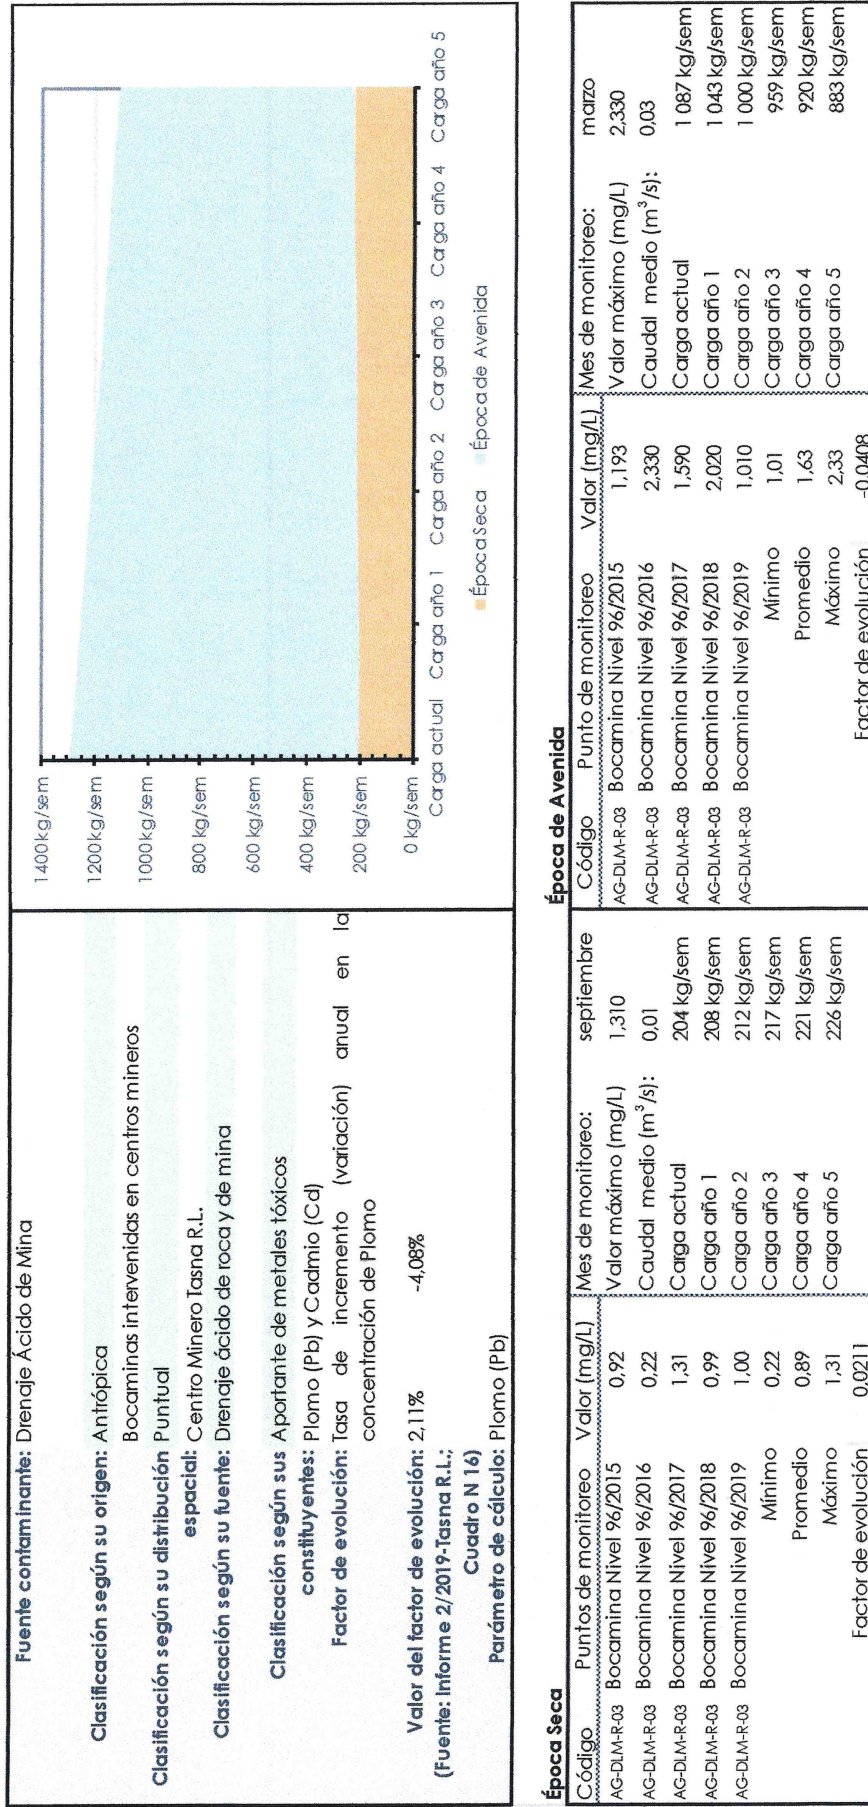 Fuente contaminante: Drenaje Ácido de Mina
Clasificación según su origen: Antrópica
Bocaminas intervenidas en centros mineros
Clasificación según su distribución Puntual
espacial: Centro Minero Tasna R.L.
Clasificación según su fuente: Drenaje ácido de roca y de mina
Clasificación según sus Aportante de metales tóxicos
constituyentes: Plomo (Pb) y Cadmio (Cd)
Factor de evolución: Tasa de incremento (variación) anual en la
concentración de Plomo
Valor del factor de evolución: 2,11% -4,08%
(Fuente: Informe 2/2019-Tasna R.L.;
Cuadro N 16)
Parámetro de cálculo: Plomo (Pb)
1400kg/sem
1200kg/sem
1000kg/sem
800 kg/sem
600 kg/sem
400 kg/sem
200 kg/sem
0 kg/sem
Carga actual Carga año 1 Carga año 2 Carga año 3 Carga año 4 Carga año 5
Época Seca Época de Avenida
Época Seca
Código Puntos de monitoreo Valor (mg/L) Mes de monitoreo: septiembre
AG-DLM-R-03 Bocamina Nivel 96/2015 0,92 Valor máximo (mg/L) 1,310
AG-DLM-R-03 Bocamina Nivel 96/2016 0,22 Caudal medio (m³/s): 0,01
AG-DLM-R-03 Bocamina Nivel 96/2017 1,31 Carga actual 204 kg/sem
AG-DLM-R-03 Bocamina Nivel 96/2018 0,99 Carga año 1 208 kg/sem
AG-DLM-R-03 Bocamina Nivel 96/2019 1,00 Carga año 2 212 kg/sem
Mínimo 0,22 Carga año 3 217 kg/sem
Promedio 0,89 Carga año 4 221 kg/sem
Máximo 1,31 Carga año 5 226 kg/sem
Factor de evolución 0,0211
Época de Avenida
Código Punto de monitoreo Valor (mg/L) Mes de monitoreo: marzo
AG-DLM-R-03 Bocamina Nivel 96/2015 1,193 Valor máximo (mg/L) 2,330
AG-DLM-R-03 Bocamina Nivel 96/2016 2,330 Caudal medio (m³/s): 0,03
AG-DLM-R-03 Bocamina Nivel 96/2017 1,590 Carga actual 1 087 kg/sem
AG-DLM-R-03 Bocamina Nivel 96/2018 2,020 Carga año 1 1 043 kg/sem
AG-DLM-R-03 Bocamina Nivel 96/2019 1,010 Carga año 2 1 000 kg/sem
Mínimo 1,01 Carga año 3 959 kg/sem
Promedio 1,63 Carga año 4 920 kg/sem
Máximo 2,33 Carga año 5 883 kg/sem
Factor de evolución -0,0408